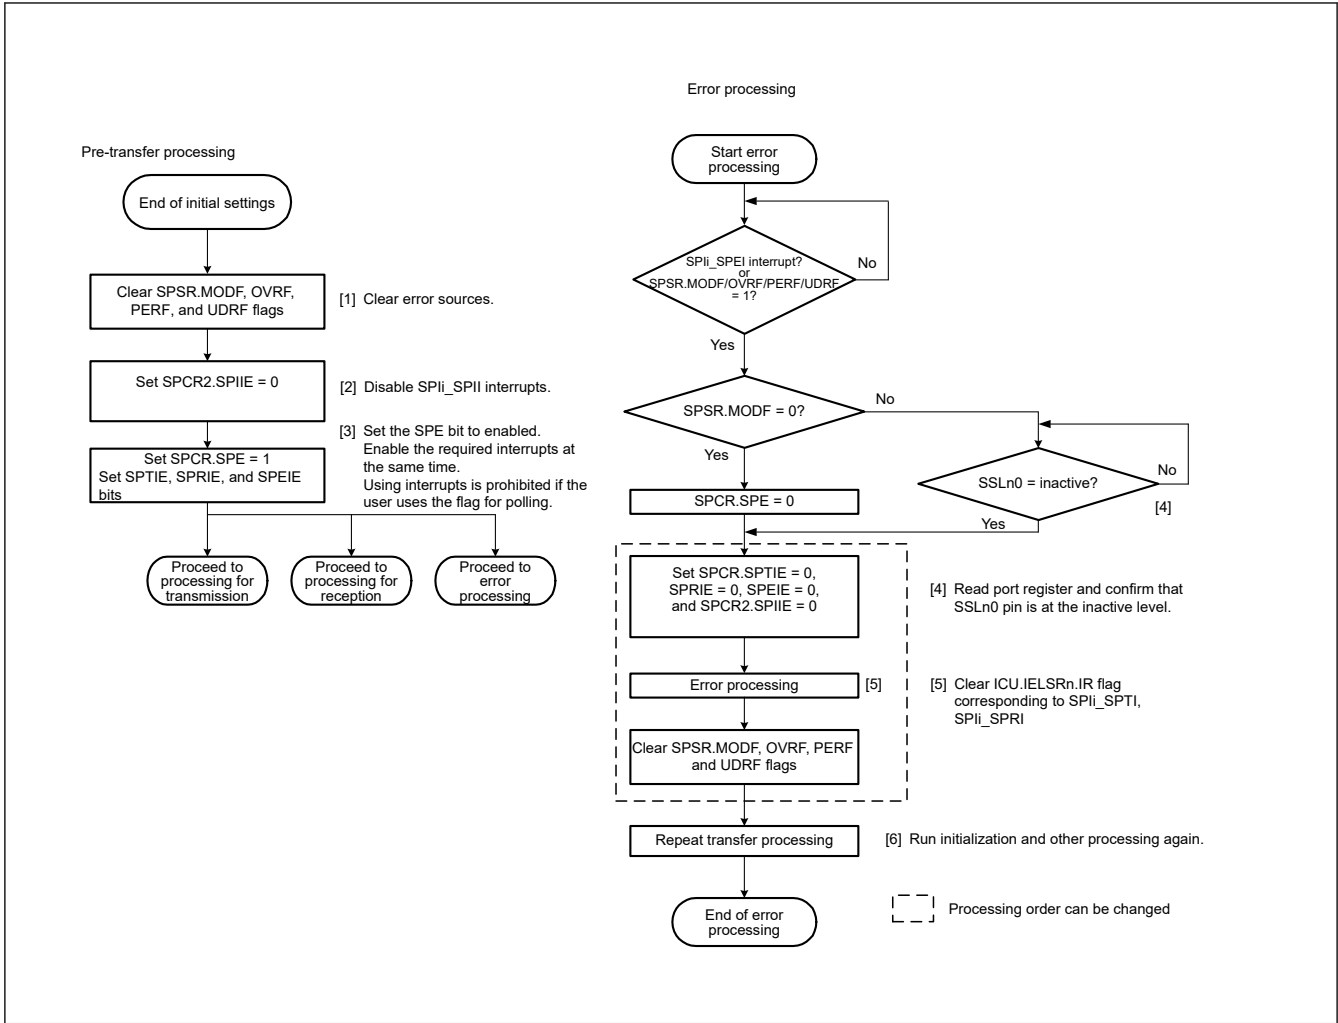 Pre-transfer processing
End of initial settings
Clear SPSR.MODF, OVRF,
PERF, and UDRF flags
[1] Clear error sources.
Set SPCR2.SPIIE = 0
[2] Disable SPIi_SPII interrupts.
Set SPCR.SPE = 1
Set SPTIE, SPRIE, and SPEIE
bits
[3] Set the SPE bit to enabled.
Enable the required interrupts at
the same time.
Using interrupts is prohibited if the
user uses the flag for polling.
Proceed to
processing for
transmission
Proceed to
processing for
reception
Proceed to
error
processing
Error processing
Start error
processing
SPIi_SPEI interrupt?
or
SPSR.MODF/OVRF/PERF/UDRF
= 1?
No
Yes
SPSR.MODF = 0?
No
Yes
SPCR.SPE = 0
SSLn0 = inactive?
No
[4]
Yes
Set SPCR.SPTIE = 0,
SPRIE = 0, SPEIE = 0,
and SPCR2.SPIIE = 0
[4] Read port register and confirm that
SSLn0 pin is at the inactive level.
Error processing
[5]
[5] Clear ICU.IELSRn.IR flag
corresponding to SPIi_SPTI,
SPIi_SPRI
Clear SPSR.MODF, OVRF, PERF
and UDRF flags
Repeat transfer processing
[6] Run initialization and other processing again.
End of error
processing
Processing order can be changed